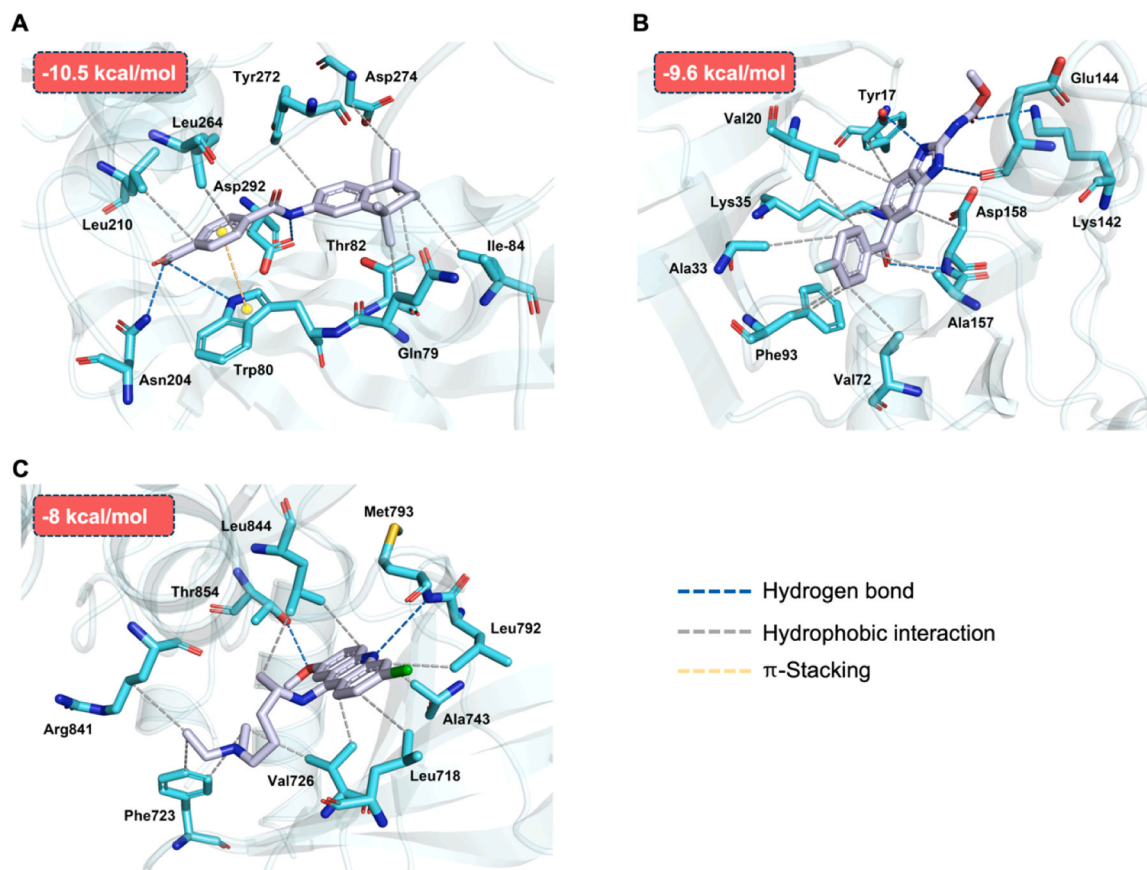 A
-10.5 kcal/mol
Tyr272
Asp274
Leu264
Asp292
Leu210
Thr82
Ile-84
Asn204
Trp80
Gln79
B
-9.6 kcal/mol
Glu144
Tyr17
Val20
Lys35
Asp158
Lys142
Ala33
Ala157
Phe93
Val72
C
-8 kcal/mol
Met793
Leu844
Thr854
Leu792
Arg841
Ala743
Val726
Leu718
Phe723
Hydrogen bond
Hydrophobic interaction
π-Stacking